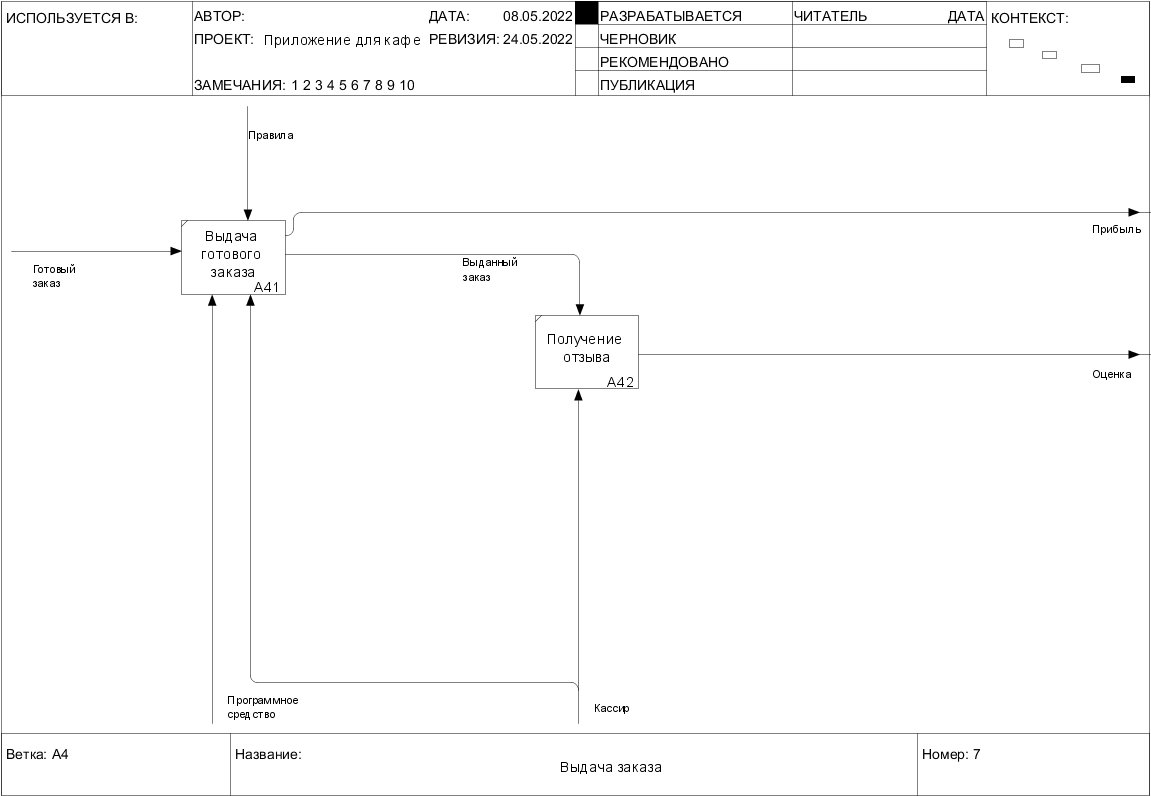 ИСПОЛЬЗУЕТСЯ В:
АВТОР:
ДАТА: 08.05.2022
ПРОЕКТ: Приложение для кафе
РЕВИЗИЯ: 24.05.2022
ЗАМЕЧАНИЯ: 1 2 3 4 5 6 7 8 9 10
РАЗРАБАТЫВАЕТСЯ
ЧЕРНОВИК
РЕКОМЕНДОВАНО
ПУБЛИКАЦИЯ
ЧИТАТЕЛЬ
ДАТА
КОНТЕКСТ:
Правила
Выдача
готового
заказа
A41
Готовый
заказ
Прибыль
Выданный
заказ
Получение
отзыва
A42
Оценка
Программное
средство
Кассир
Ветка: A4
Название:
Выдача заказа
Номер: 7